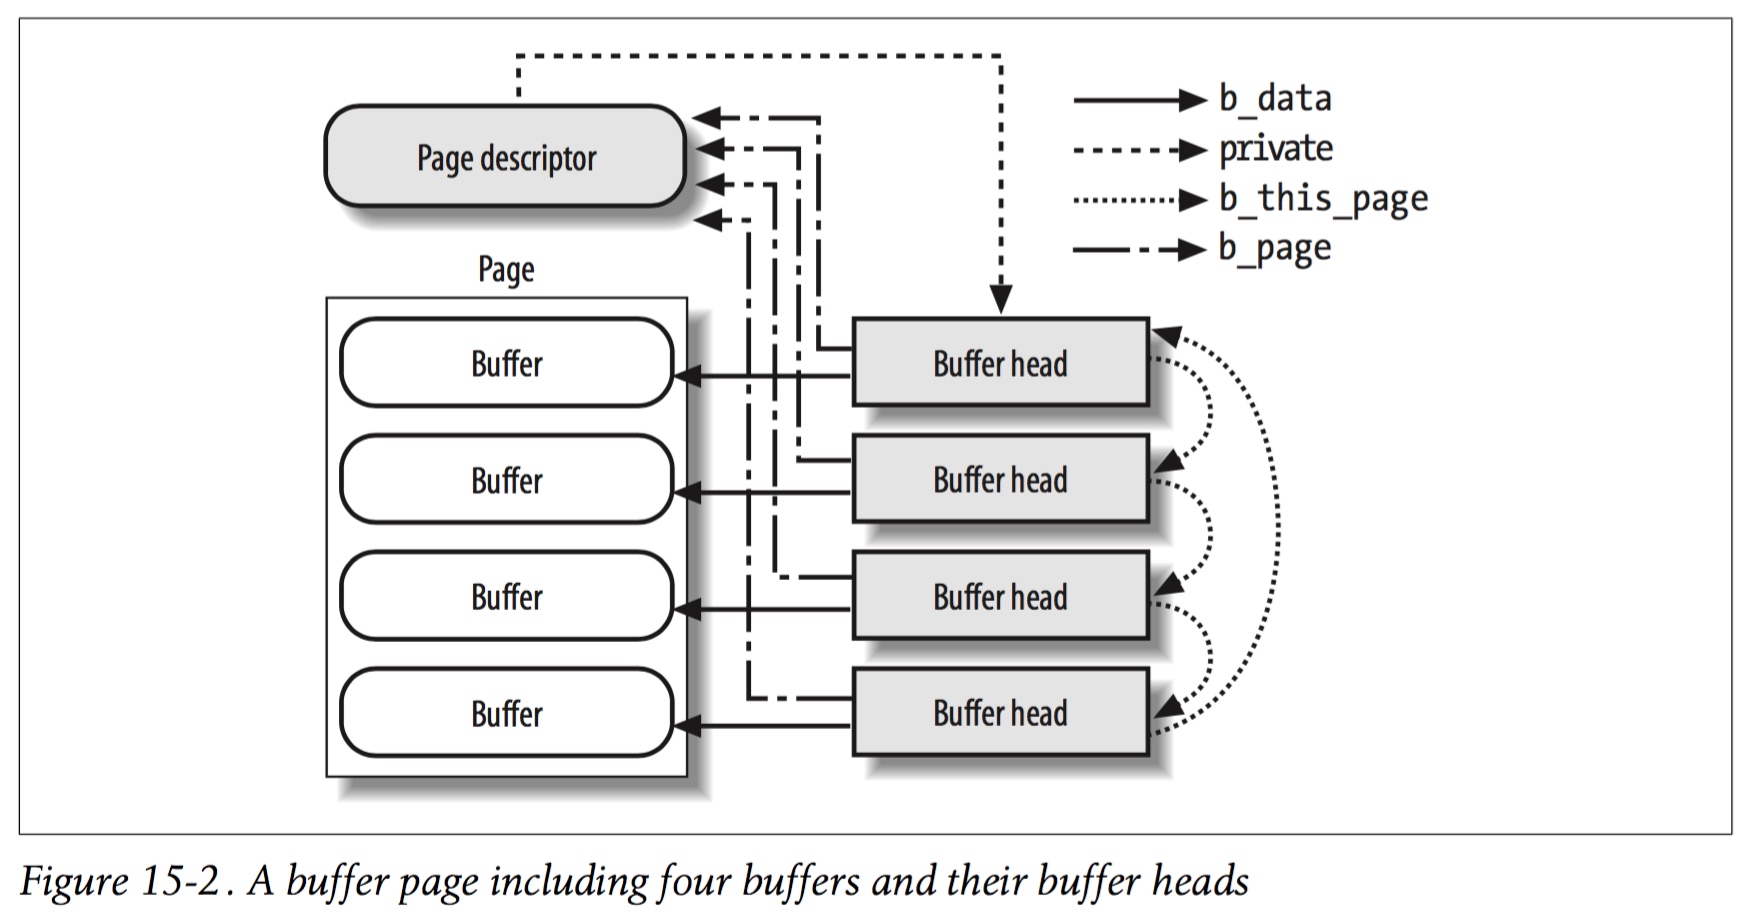 Page descriptor
b_data
private
b_this_page
b_page
Page
Buffer
Buffer head
Buffer
Buffer head
Buffer
Buffer head
Buffer
Buffer head
Figure 15-2. A buffer page including four buffers and their buffer heads